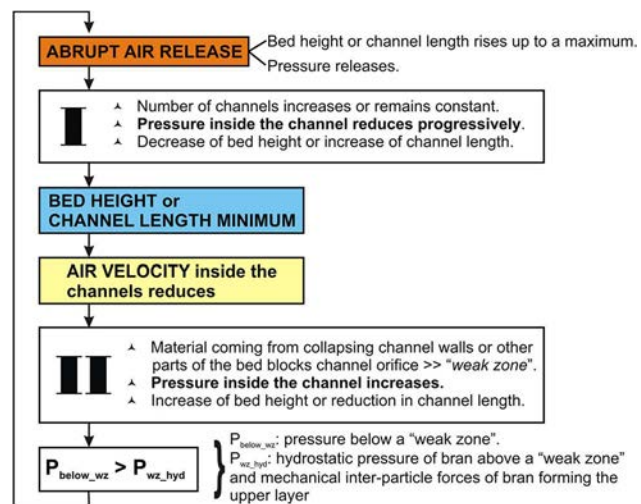 ABRUPT AIR RELEASE
Bed height or channel length rises up to a maximum.
Pressure releases.
I
Number of channels increases or remains constant.
Pressure inside the channel reduces progressively.
Decrease of bed height or increase of channel length.
BED HEIGHT or
CHANNEL LENGTH MINIMUM
AIR VELOCITY inside the
channels reduces
II
Material coming from collapsing channel walls or other
parts of the bed blocks channel orifice >> “weak zone”.
Pressure inside the channel increases.
Increase of bed height or reduction in channel length.
P_below_wz > P_wz_hyd
P_below_wz: pressure below a “weak zone”.
P_wz_hyd: hydrostatic pressure of bran above a “weak zone”
and mechanical inter-particle forces of bran forming the
upper layer